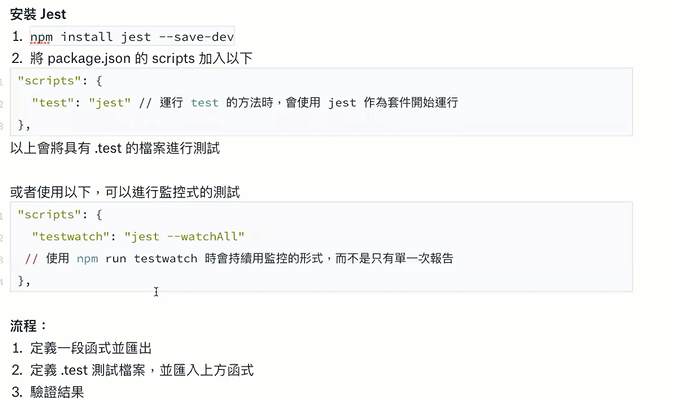 安裝 Jest
1. npm install jest --save-dev
2. 將 package.json 的 scripts 加入以下
"scripts": {
"test": "jest" // 運行 test 的方法時，會使用 jest 作為套件開始運行
},
以上會將具有 .test 的檔案進行測試
或者使用以下，可以進行監控式的測試
"scripts": {
"testwatch": "jest --watchAll"
// 使用 npm run testwatch 時會持續用監控的形式，而不是只有單一次報告
},
流程：
1. 定義一段函式並匯出
2. 定義 .test 測試檔案，並匯入上方函式
3. 驗證結果